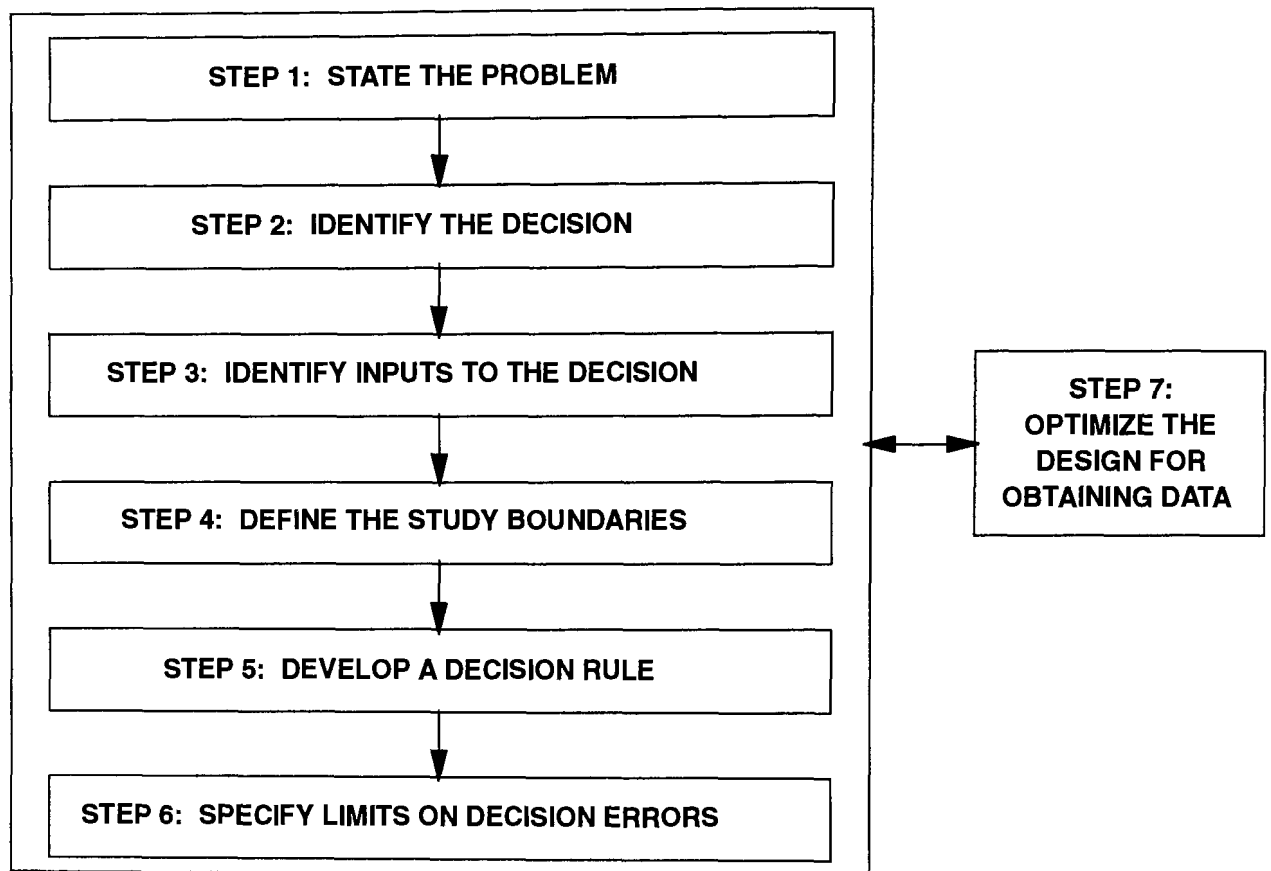 STEP 1: STATE THE PROBLEM
STEP 2: IDENTIFY THE DECISION
STEP 3: IDENTIFY INPUTS TO THE DECISION
STEP 4: DEFINE THE STUDY BOUNDARIES
STEP 5: DEVELOP A DECISION RULE
STEP 6: SPECIFY LIMITS ON DECISION ERRORS
STEP 7:
OPTIMIZE THE
DESIGN FOR
OBTAINING DATA